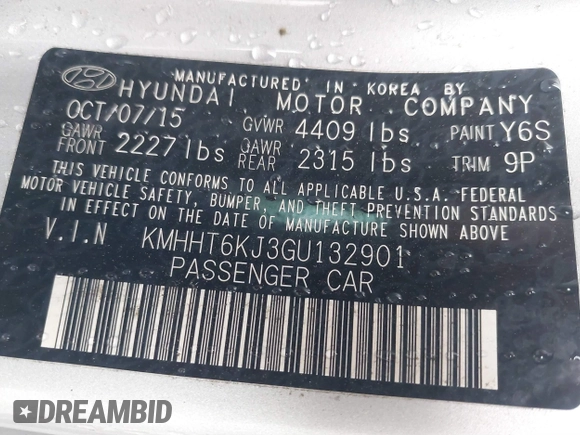 MANUFACTURED IN KOREA BY
HYUNDAI MOTOR COMPANY
OCT/07/15 GVWR 4409 lbs PAINT Y6S
GAWR FRONT 2227 lbs GAWR REAR 2315 lbs TRIM 9P
THIS VEHICLE CONFORMS TO ALL APPLICABLE U.S.A. FEDERAL
MOTOR VEHICLE SAFETY, BUMPER, AND THEFT PREVENTION STANDARDS
IN EFFECT ON THE DATE OF MANUFACTURE SHOWN ABOVE
V.I.N KMHHT6KJ3GU132901
PASSENGER CAR
DREAMBID